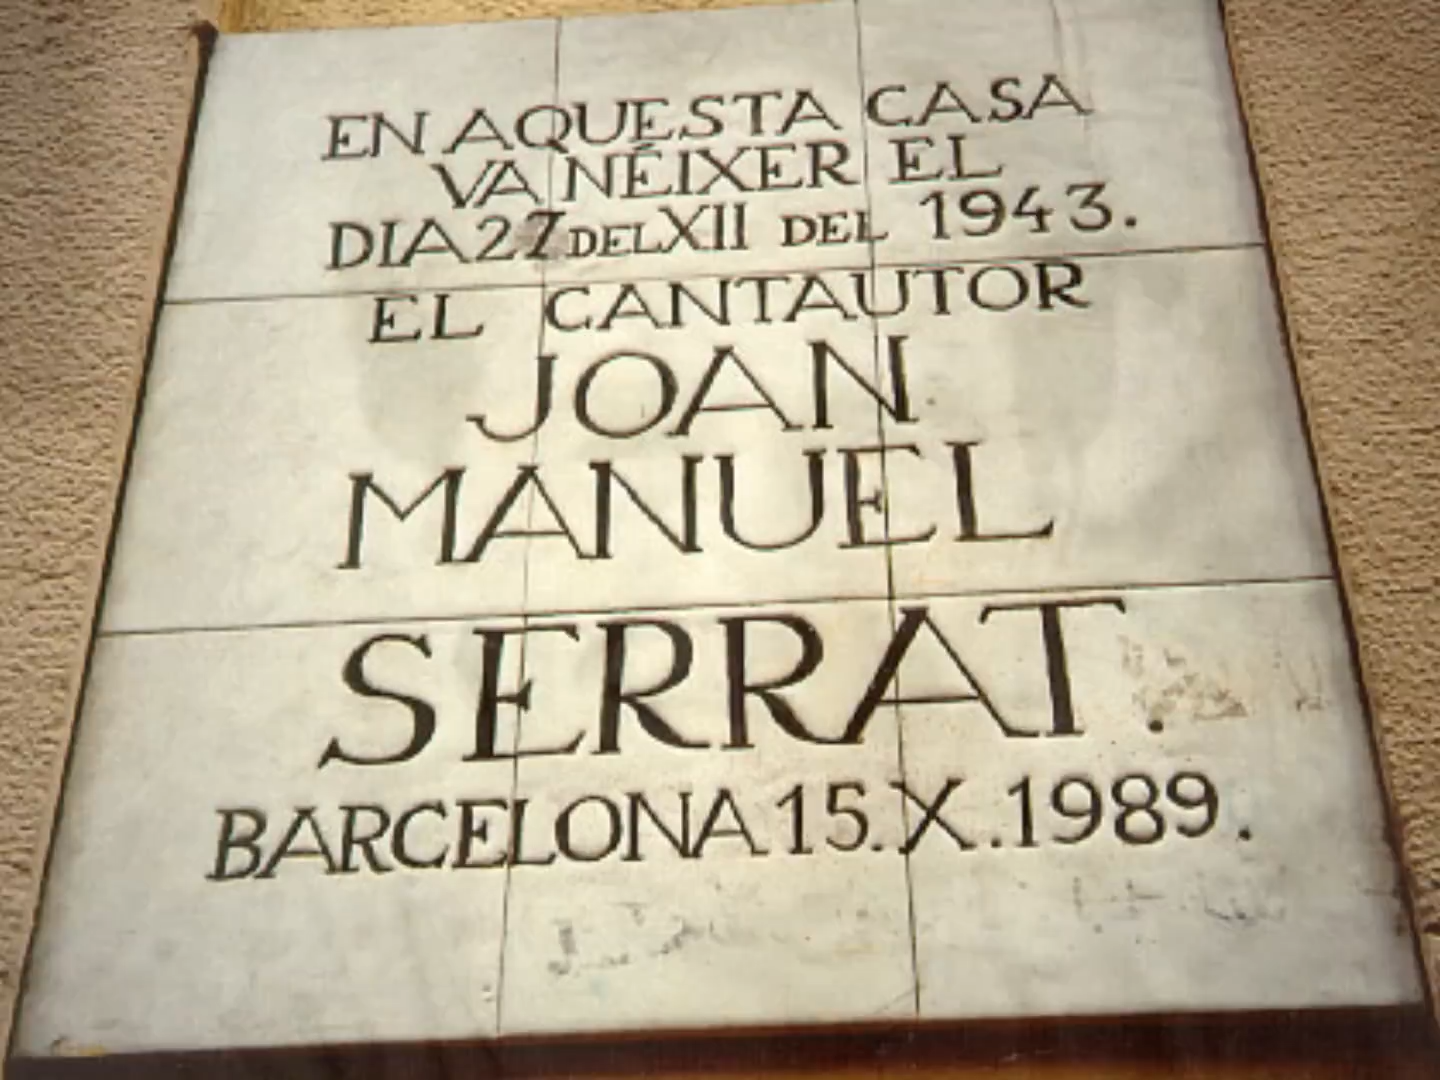 EN AQUESTA CASA
VA NÉIXER EL
DIA 27 DEL XII DEL 1943.
EL CANTAUTOR
JOAN
MANUEL
SERRAT.
BARCELONA 15.X.1989.